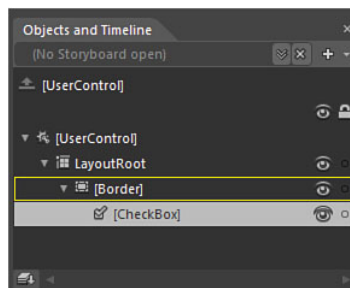 Objects and Timeline
(No Storyboard open)
[UserControl]
[UserControl]
LayoutRoot
[Border]
[CheckBox]